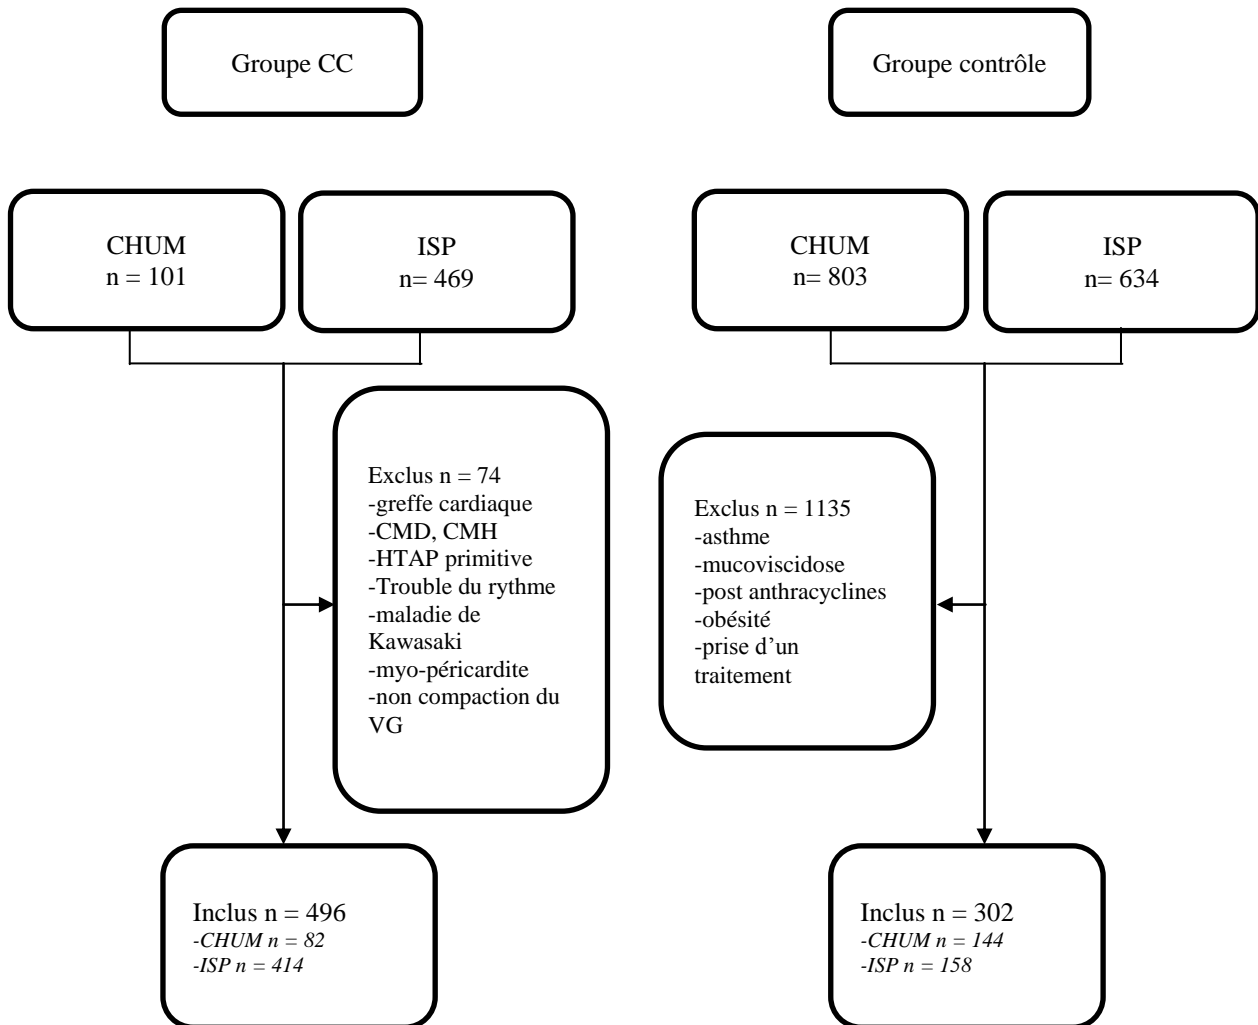 Groupe CC
Groupe contrôle
CHUM
n = 101
ISP
n= 469
CHUM
n= 803
ISP
n= 634
Exclus n = 74
-greffe cardiaque
-CMD, CMH
-HTAP primitive
-Trouble du rythme
-maladie de
Kawasaki
-myo-péricardite
-non compaction du
VG
Exclus n = 1135
-asthme
-mucoviscidose
-post anthracyclines
-obésité
-prise d’un
traitement
Inclus n = 496
-CHUM n = 82
-ISP n = 414
Inclus n = 302
-CHUM n = 144
-ISP n = 158